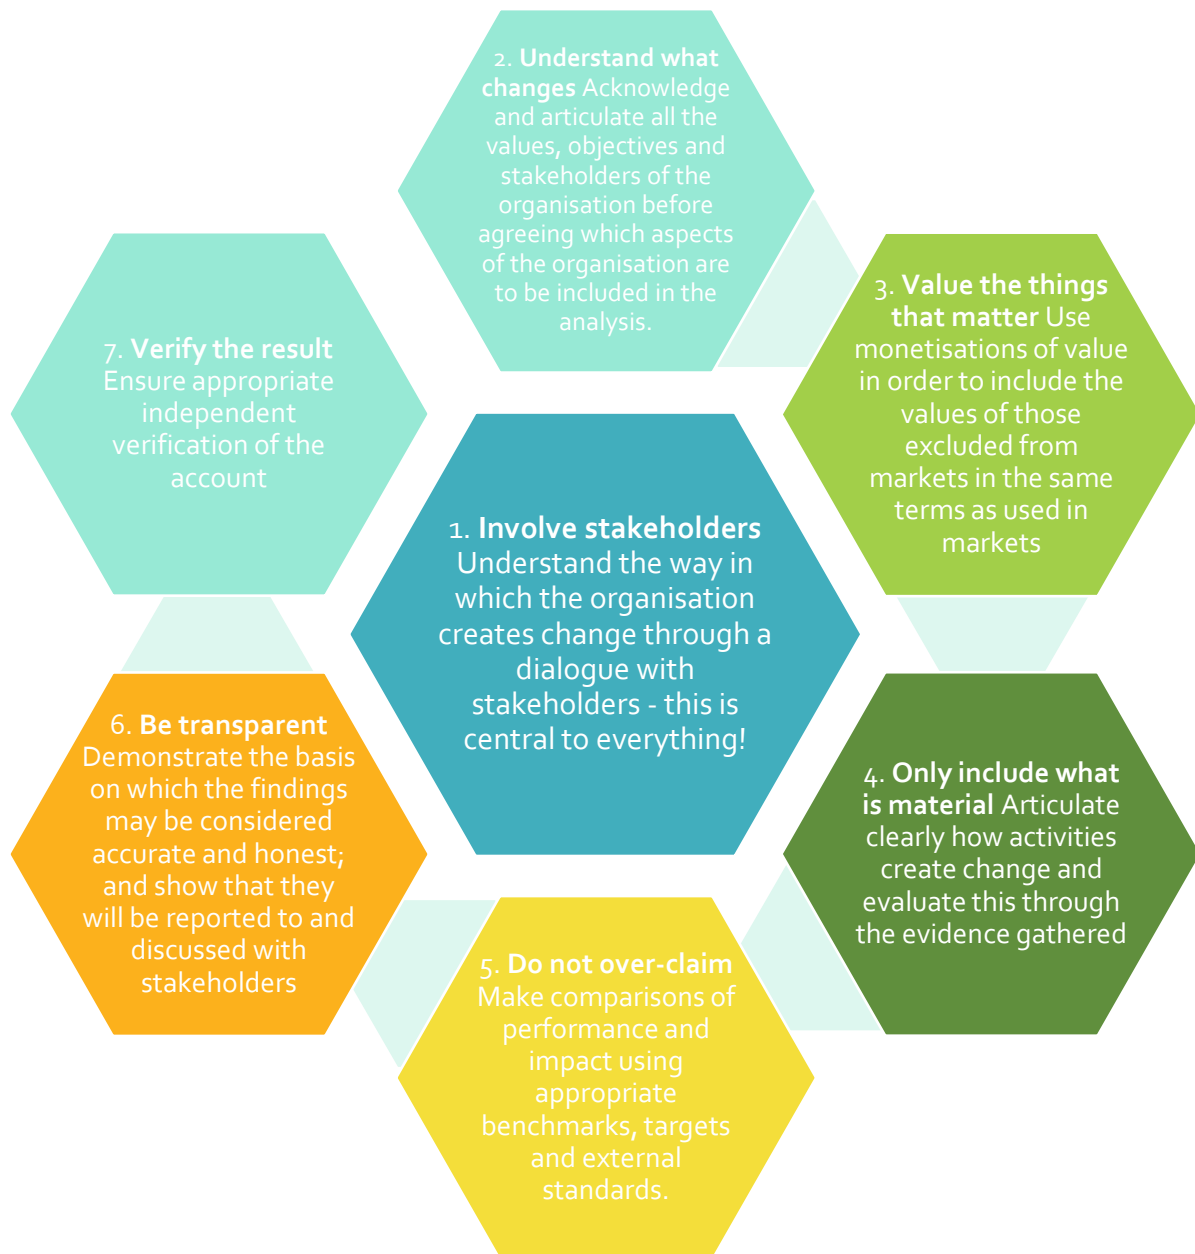 2. Understand what
changes Acknowledge
and articulate all the
values, objectives and
stakeholders of the
organisation before
agreeing which aspects
of the organisation are
to be included in the
analysis.
3. Value the things
that matter Use
monetisations of value
in order to include the
values of those
excluded from
markets in the same
terms as used in
markets
7. Verify the result
Ensure appropriate
independent
verification of the
account
1. Involve stakeholders
Understand the way in
which the organisation
creates change through a
dialogue with
stakeholders - this is
central to everything!
6. Be transparent
Demonstrate the basis
on which the findings
may be considered
accurate and honest;
and show that they
will be reported to and
discussed with
stakeholders
4. Only include what
is material Articulate
clearly how activities
create change and
evaluate this through
the evidence gathered
5. Do not over-claim
Make comparisons of
performance and
impact using
appropriate
benchmarks, targets
and external
standards.